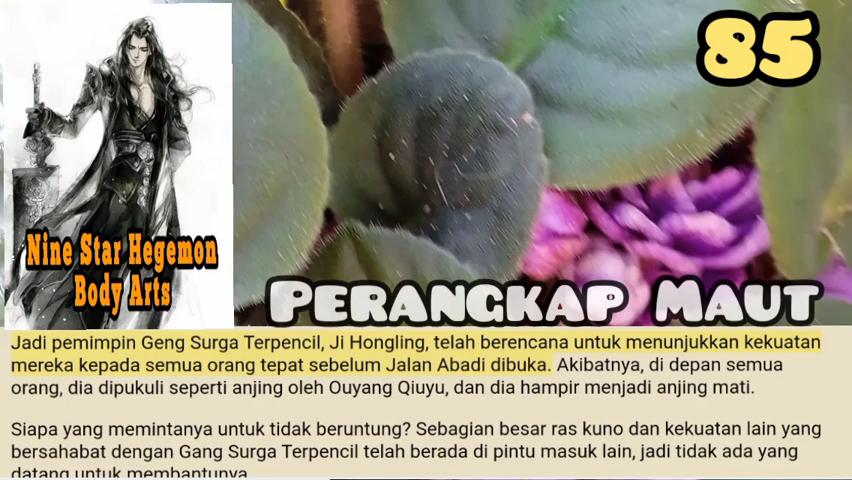 85
Nine Star Hegemon
Body Arts
Perangkap Maut
Jadi pemimpin Geng Surga Terpencil, Ji Hongling, telah berencana untuk menunjukkan kekuatan
mereka kepada semua orang tepat sebelum Jalan Abadi dibuka. Akibatnya, di depan semua
orang, dia dipukuli seperti anjing oleh Ouyang Qiuyu, dan dia hampir menjadi anjing mati.
Siapa yang memintanya untuk tidak beruntung? Sebagian besar ras kuno dan kekuatan lain yang
bersahabat dengan Gang Surga Terpencil telah berada di pintu masuk lain, jadi tidak ada yang
datang untuk membantunya.